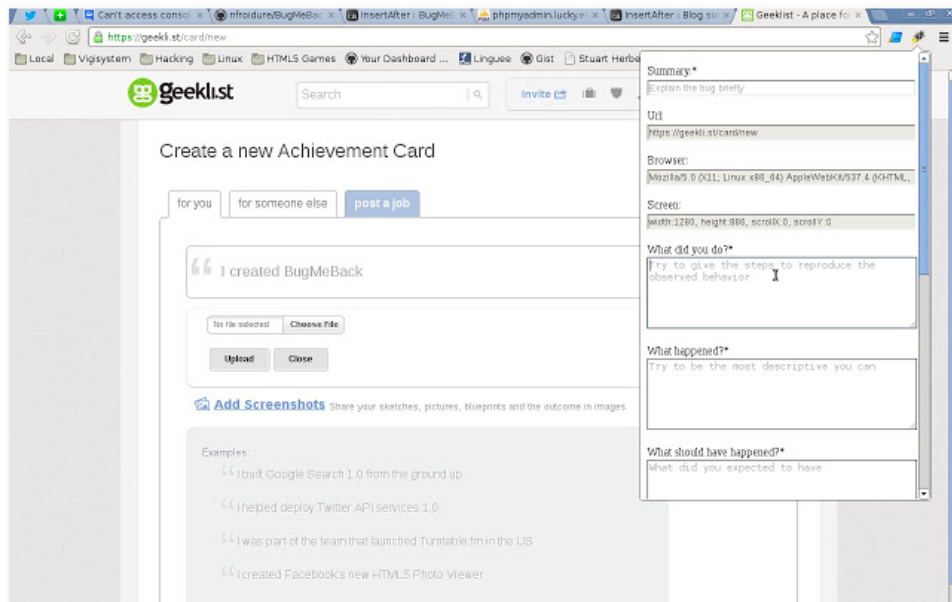 Can't access consol
nfroidure/BugMeBac
InsertAfter | BugMeE
phpmyadmin.lucky.el
InsertAfter | Blog su
Geeklist - A place fo
https://geekli.st/card/new
Local
Vigisystem
Hacking
Linux
HTML5 Games
Your Dashboard ...
Linguee
Gist
Stuart Herbe
geekli.st
Search
Invite
Create a new Achievement Card
for you
for someone else
post a job
I created BugMeBack
No file selected
Choose File
Upload
Close
Add Screenshots Share your sketches, pictures, blueprints and the outcome in images
Examples:
I built Google Search 1.0 from the ground up
I helped deploy Twitter API services 1.0
I was part of the team that launched Turntable.fm in the US
I created Facebook's new HTML5 Photo Viewer
Summary:*
Explain the bug briefly
Url
https://geekli.st/card/new
Browser:
Mozilla/5.0 (X11; Linux x86_64) AppleWebKit/537.4 (KHTML,
Screen:
width:1280, height:886, scrollX:0, scrollY:0
What did you do?*
Try to give the steps to reproduce the
observed behavior
What happened?*
Try to be the most descriptive you can
What should have happened?*
What did you expected to have